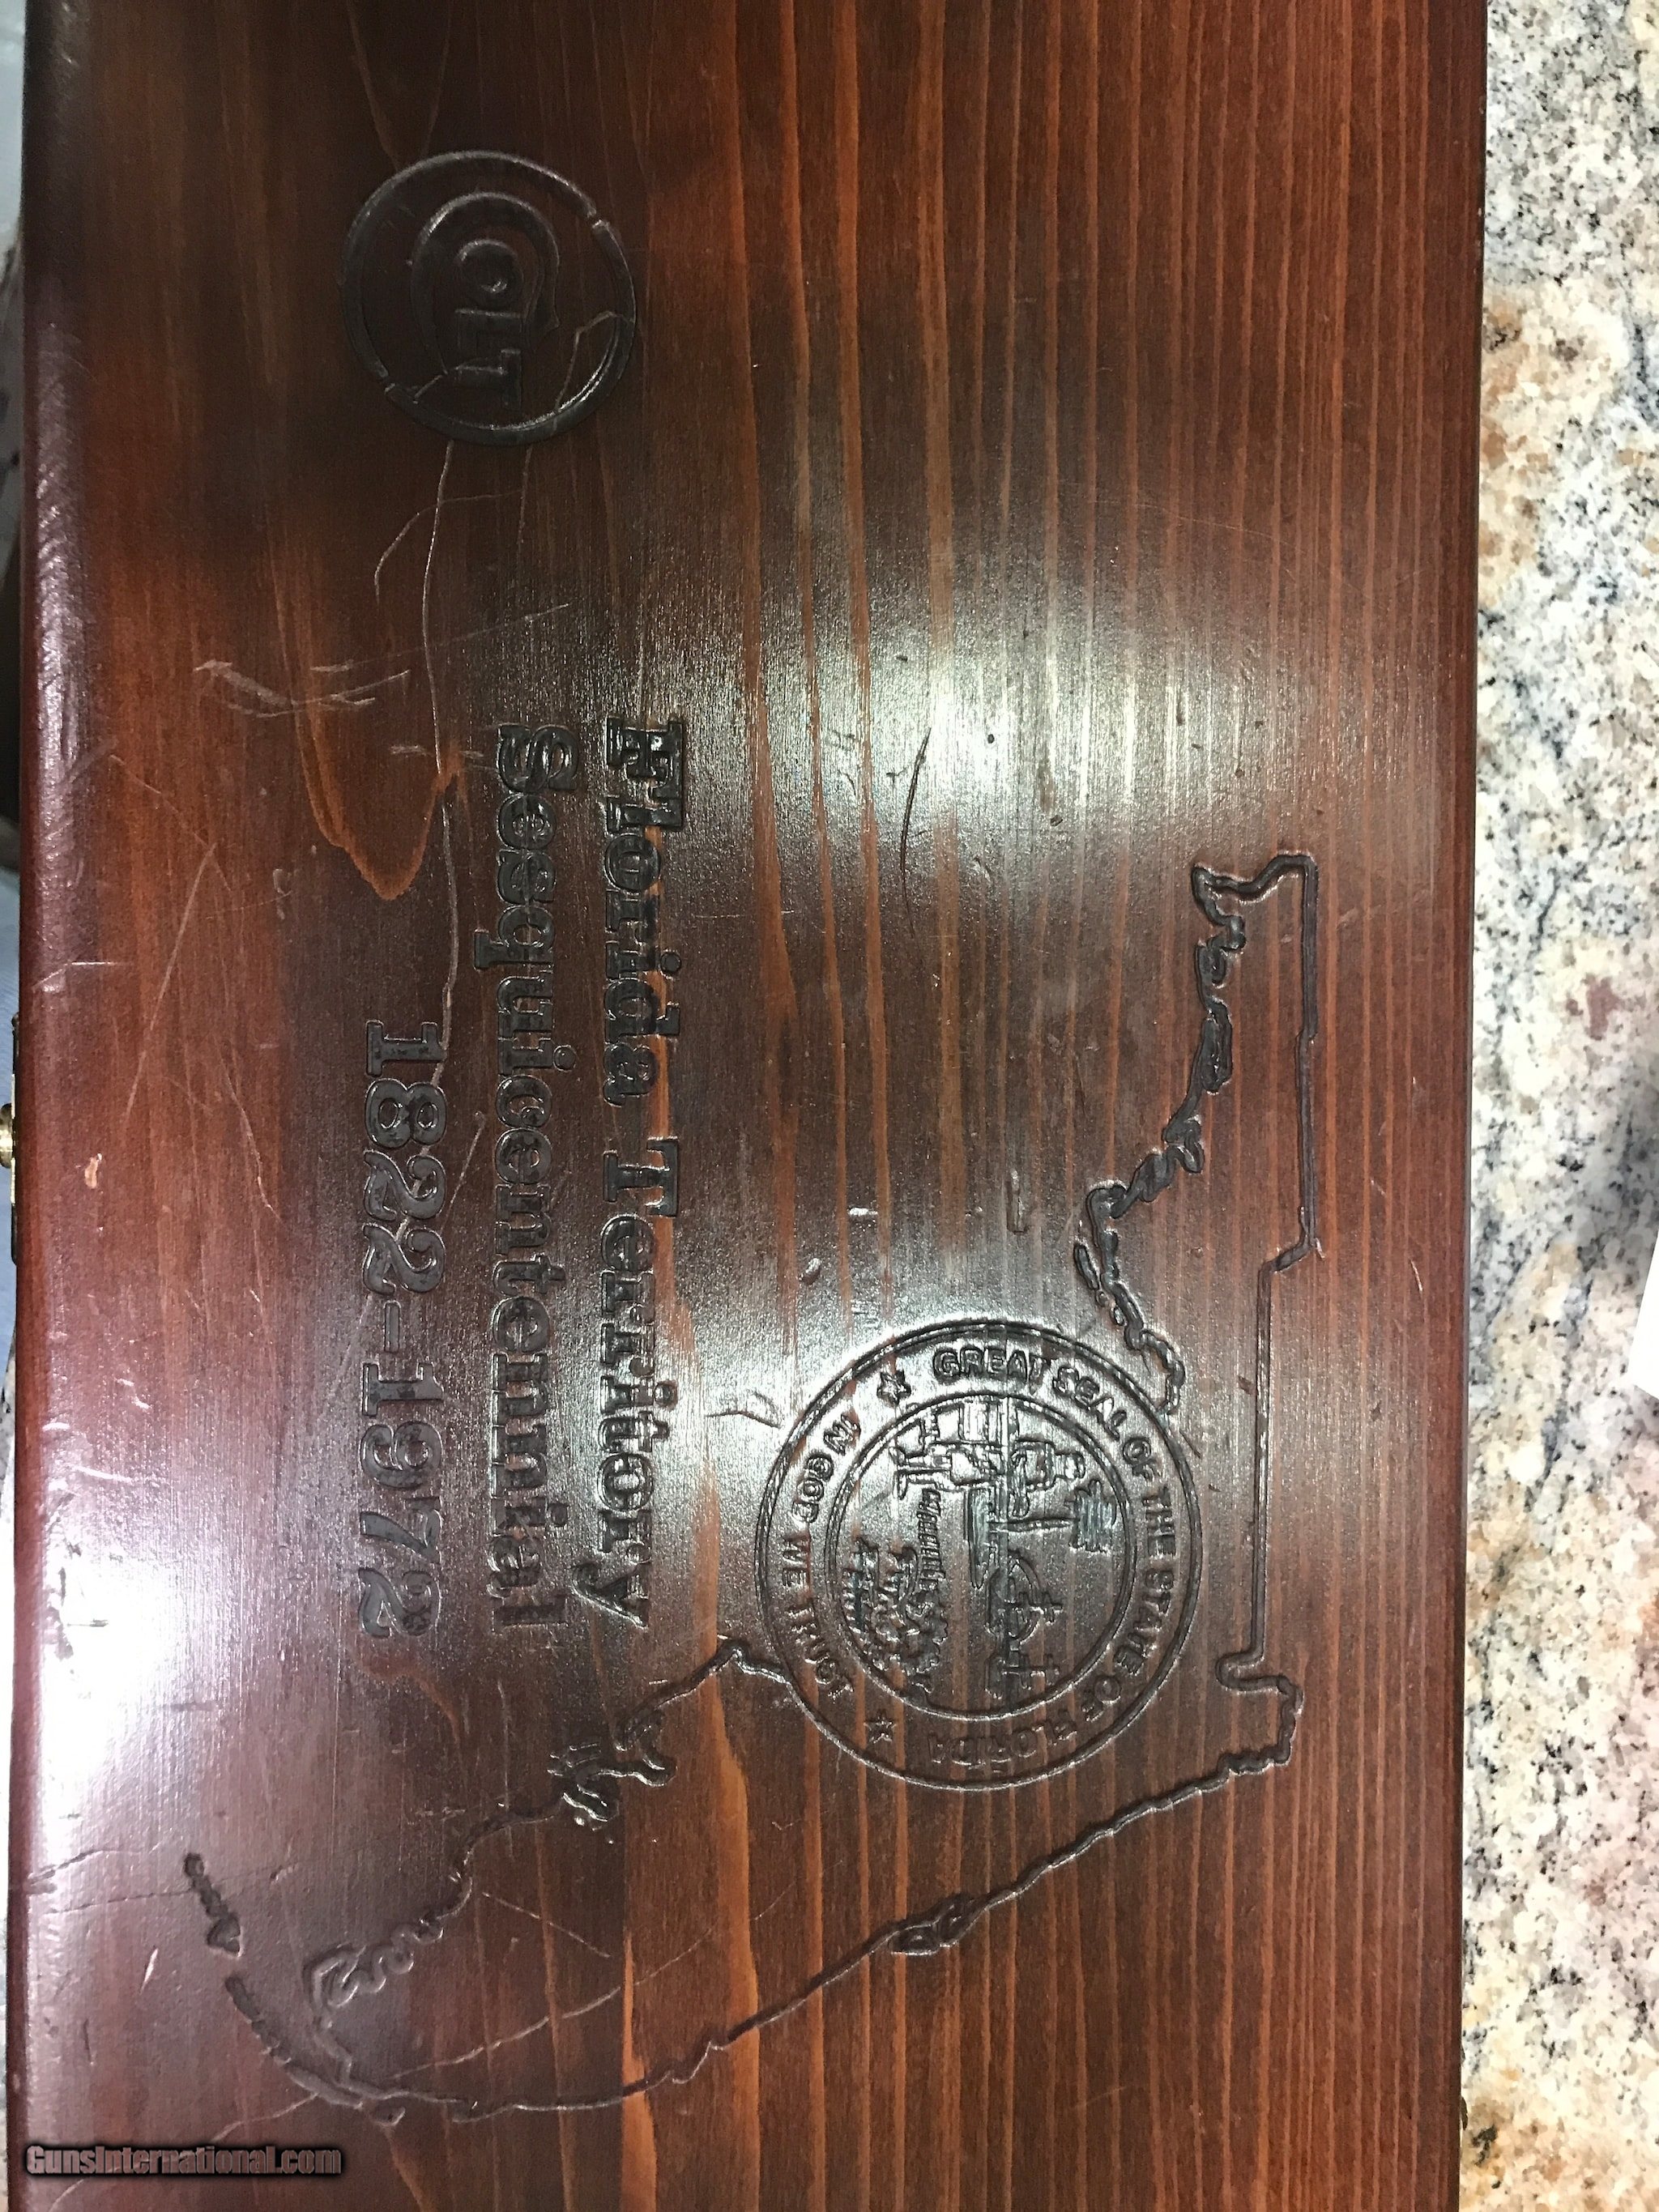 COLT
Florida Territory
Sesquicentennial
1822-1972
GREAT SEAL OF THE STATE OF FLORIDA
IN GOD WE TRUST
GunsInternational.com